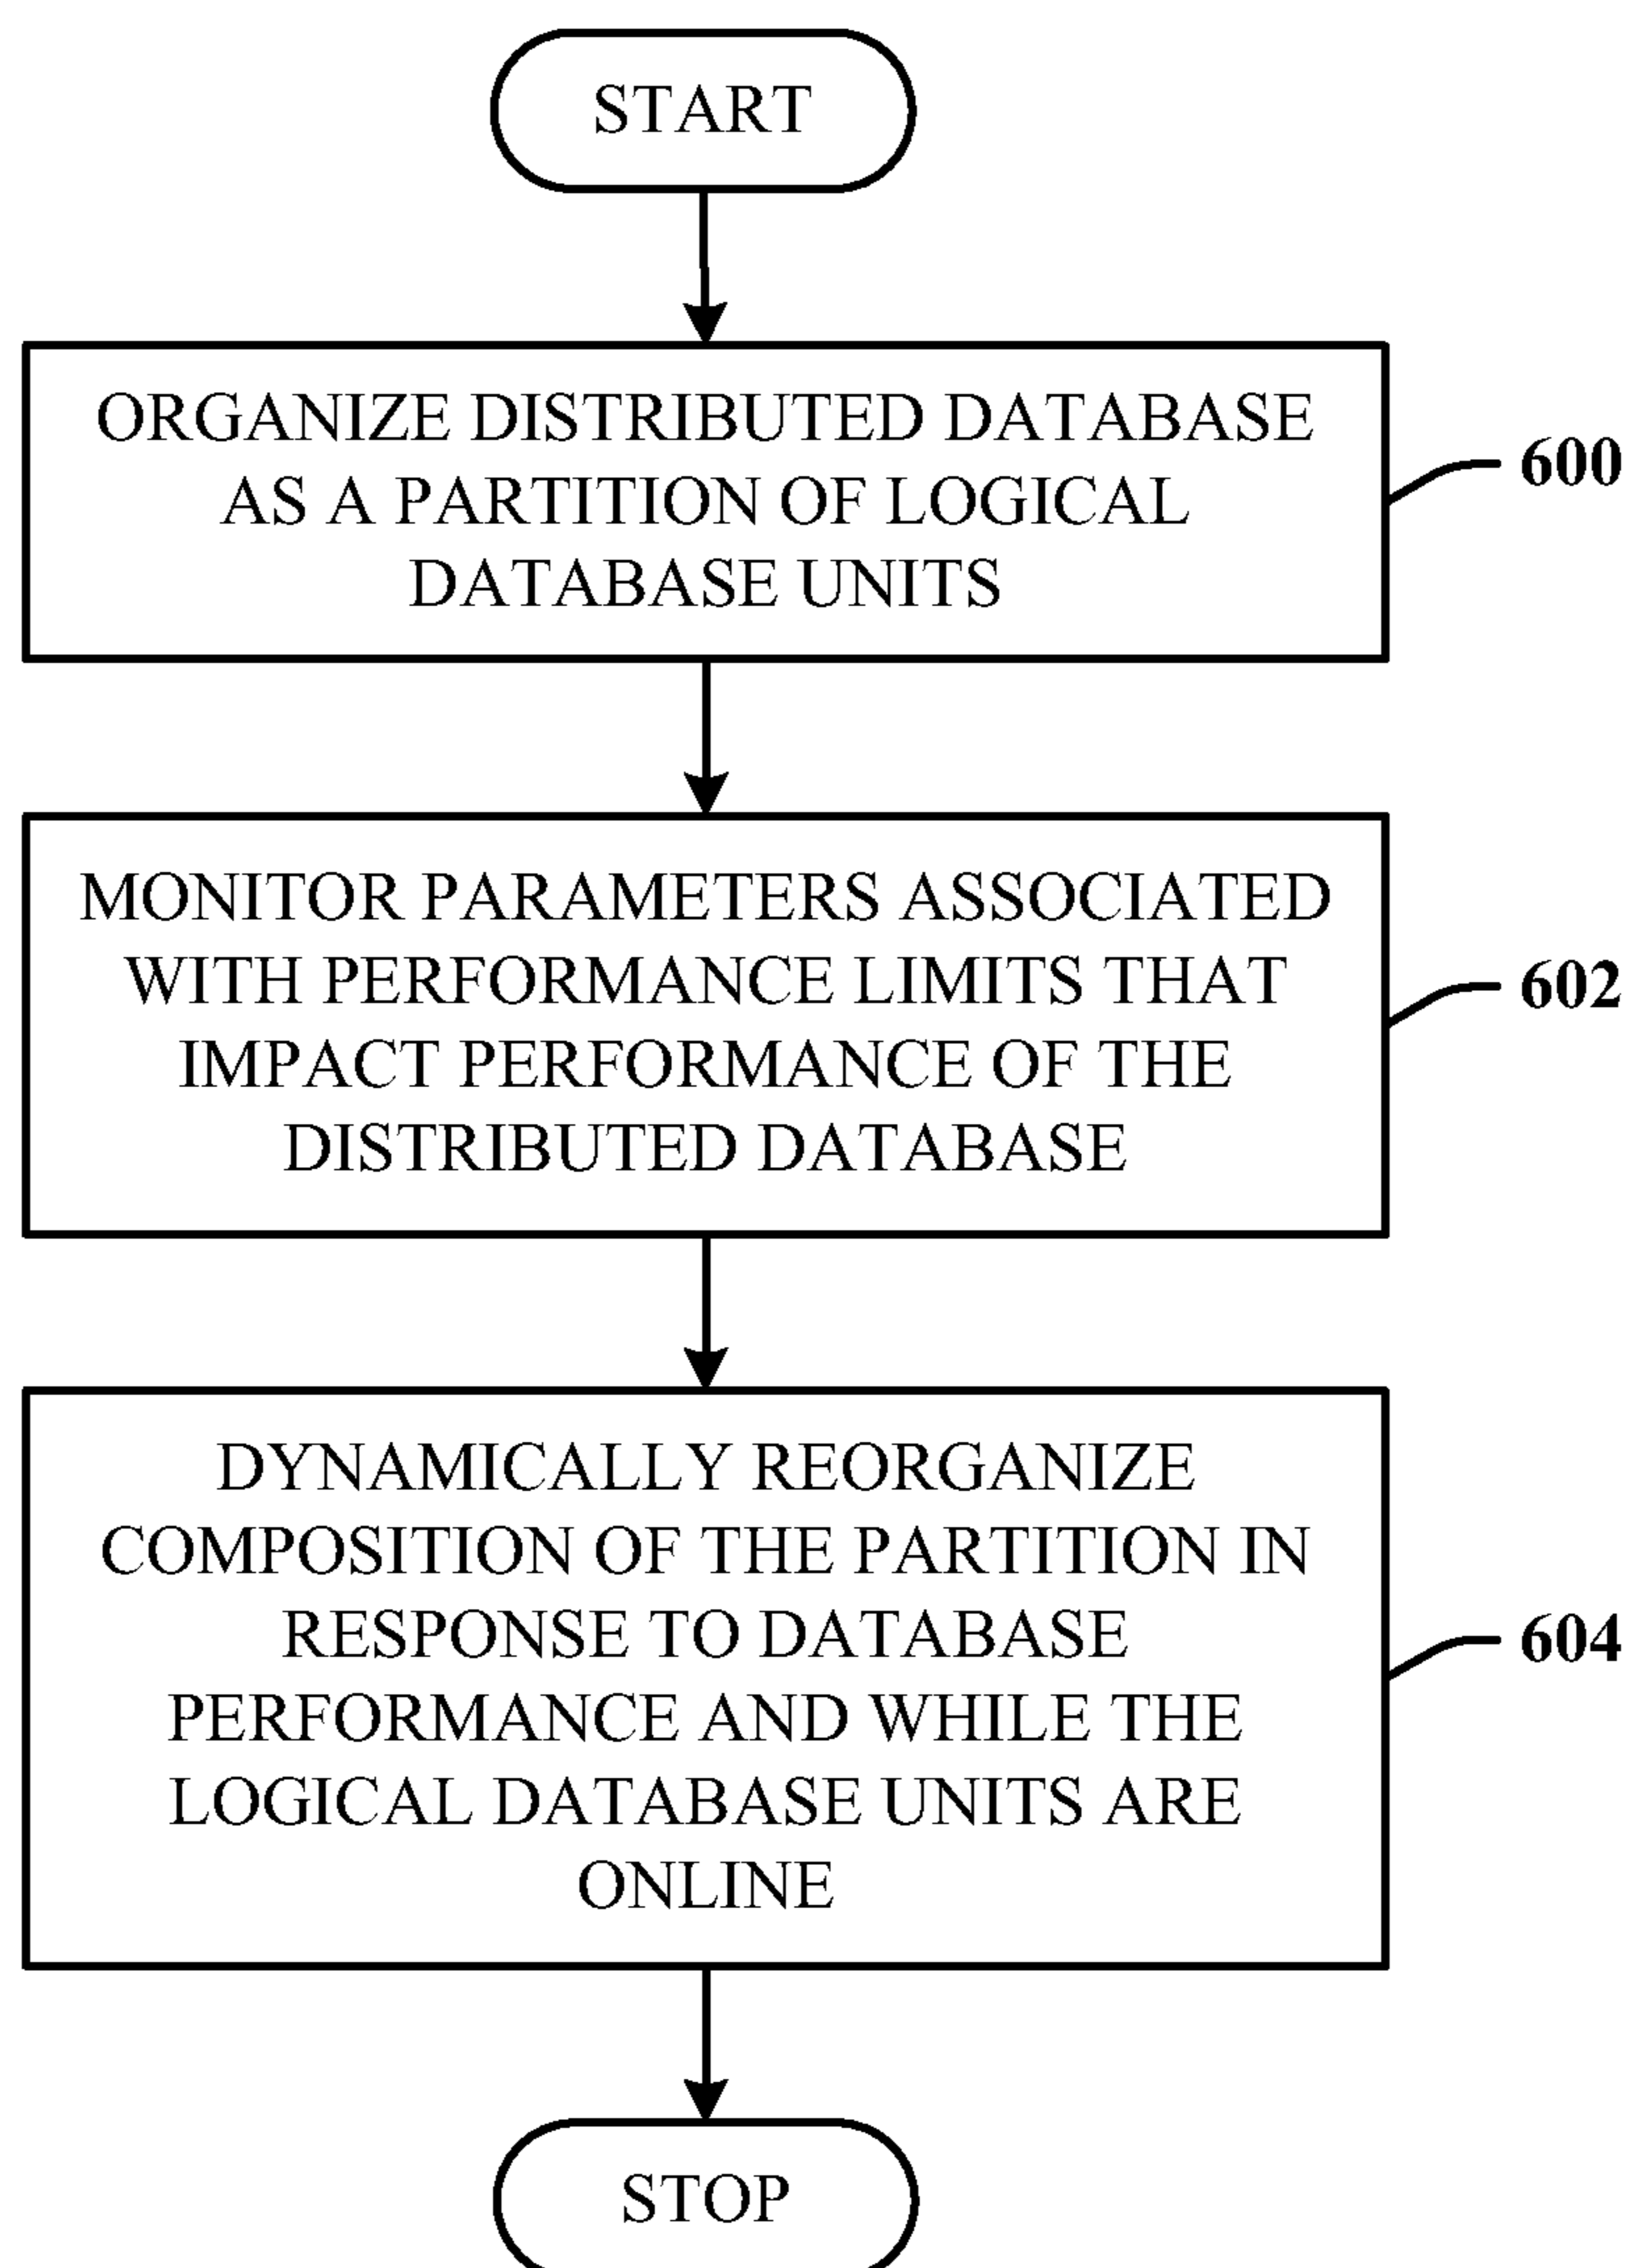 START
ORGANIZE DISTRIBUTED DATABASE
AS A PARTITION OF LOGICAL
DATABASE UNITS
600
MONITOR PARAMETERS ASSOCIATED
WITH PERFORMANCE LIMITS THAT
IMPACT PERFORMANCE OF THE
DISTRIBUTED DATABASE
602
DYNAMICALLY REORGANIZE
COMPOSITION OF THE PARTITION IN
RESPONSE TO DATABASE
PERFORMANCE AND WHILE THE
LOGICAL DATABASE UNITS ARE
ONLINE
604
STOP